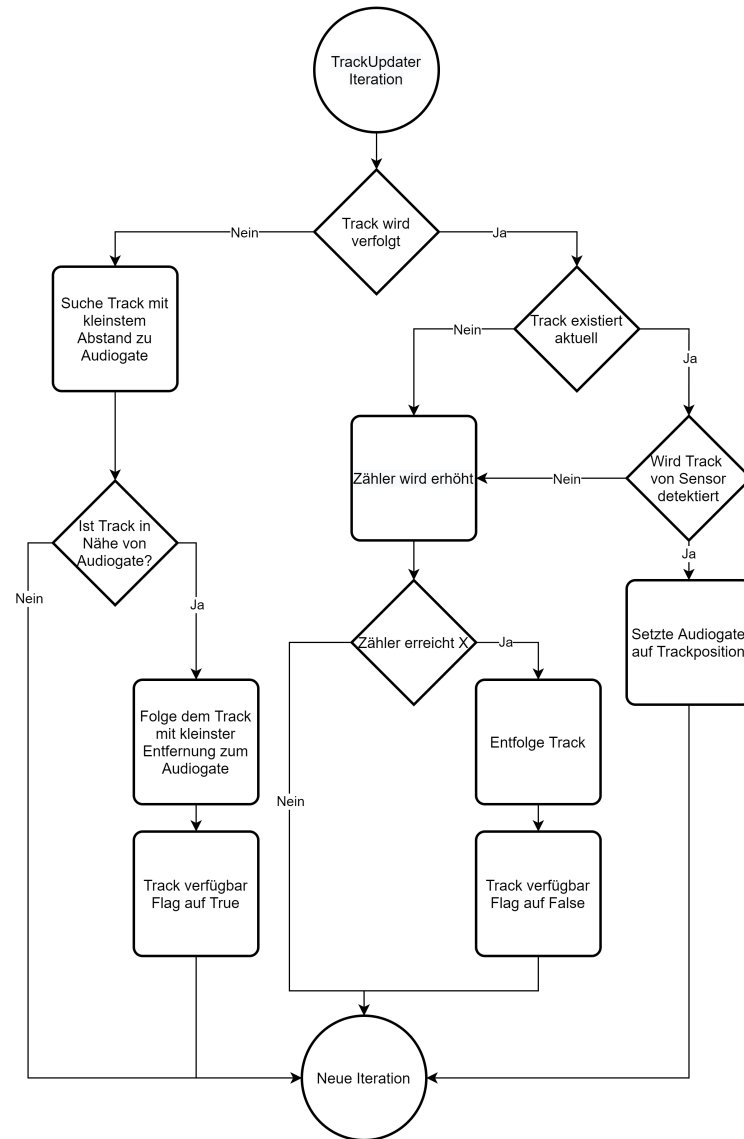 TrackUpdater
Iteration
Track wird
verfolgt
Nein
Ja
Suche Track mit
kleinstem
Abstand zu
Audiogate
Track existiert
aktuell
Nein
Ja
Zähler wird erhöht
Nein
Wird Track
von Sensor
detektiert
Ist Track in
Nähe von
Audiogate?
Nein
Ja
Ja
Zähler erreicht X
Ja
Setzte Audiogate
auf Trackposition
Folge dem Track
mit kleinster
Entfernung zum
Audiogate
Entfolge Track
Nein
Track verfügbar
Flag auf True
Track verfügbar
Flag auf False
Neue Iteration